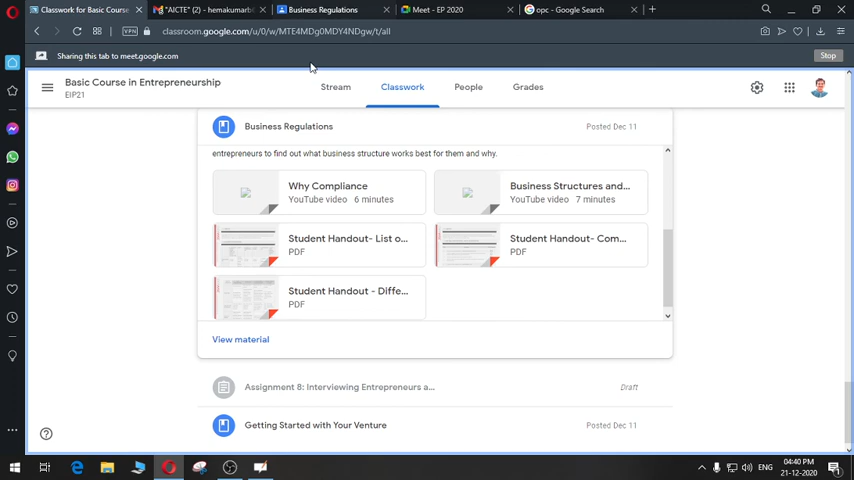 Classwork for Basic Course
"AICTE" (2) - hemakumarb
Business Regulations
Meet - EP 2020
opc - Google Search
VPN
classroom.google.com/u/0/w/MTE4MDg0MDY4NDgw/t/all
Sharing this tab to meet.google.com
Stop
Basic Course in Entrepreneurship
EIP21
Stream
Classwork
People
Grades
Business Regulations
Posted Dec 11
entrepreneurs to find out what business structure works best for them and why.
Why Compliance
YouTube video 6 minutes
Business Structures and...
YouTube video 7 minutes
Student Handout- List o...
PDF
Student Handout- Com...
PDF
Student Handout - Diffe...
PDF
View material
Assignment 8: Interviewing Entrepreneurs a...
Draft
Getting Started with Your Venture
Posted Dec 11
ENG
04:40 PM
21-12-2020